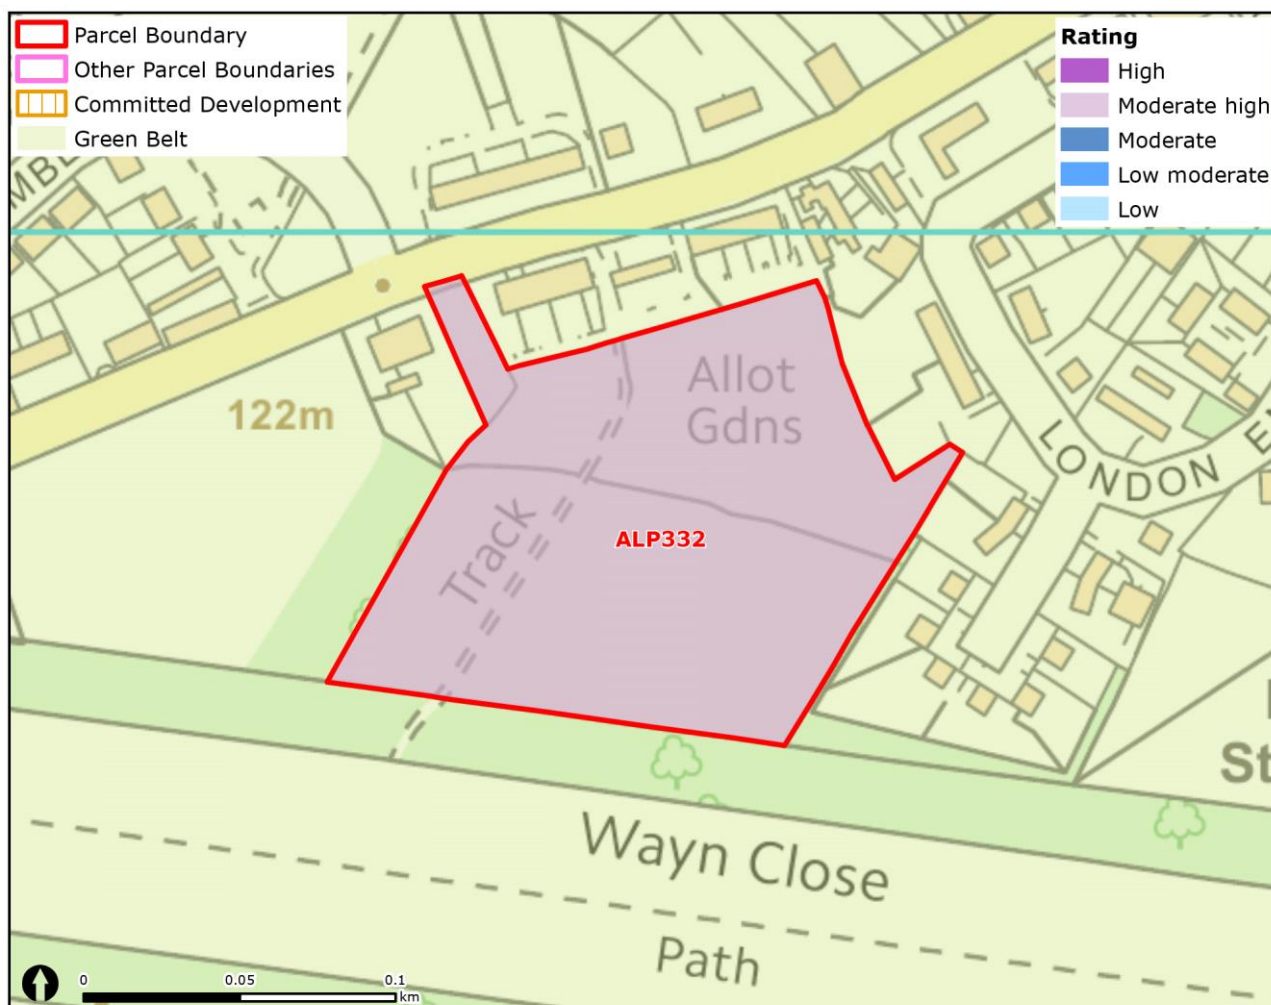 Parcel Boundary
Other Parcel Boundaries
Committed Development
Green Belt
Rating
High
Moderate high
Moderate
Low moderate
Low
122m
Allot
Gdns
LONDON
Track
ALP332
St
Wayn Close
Path
0 0.05 0.1
km